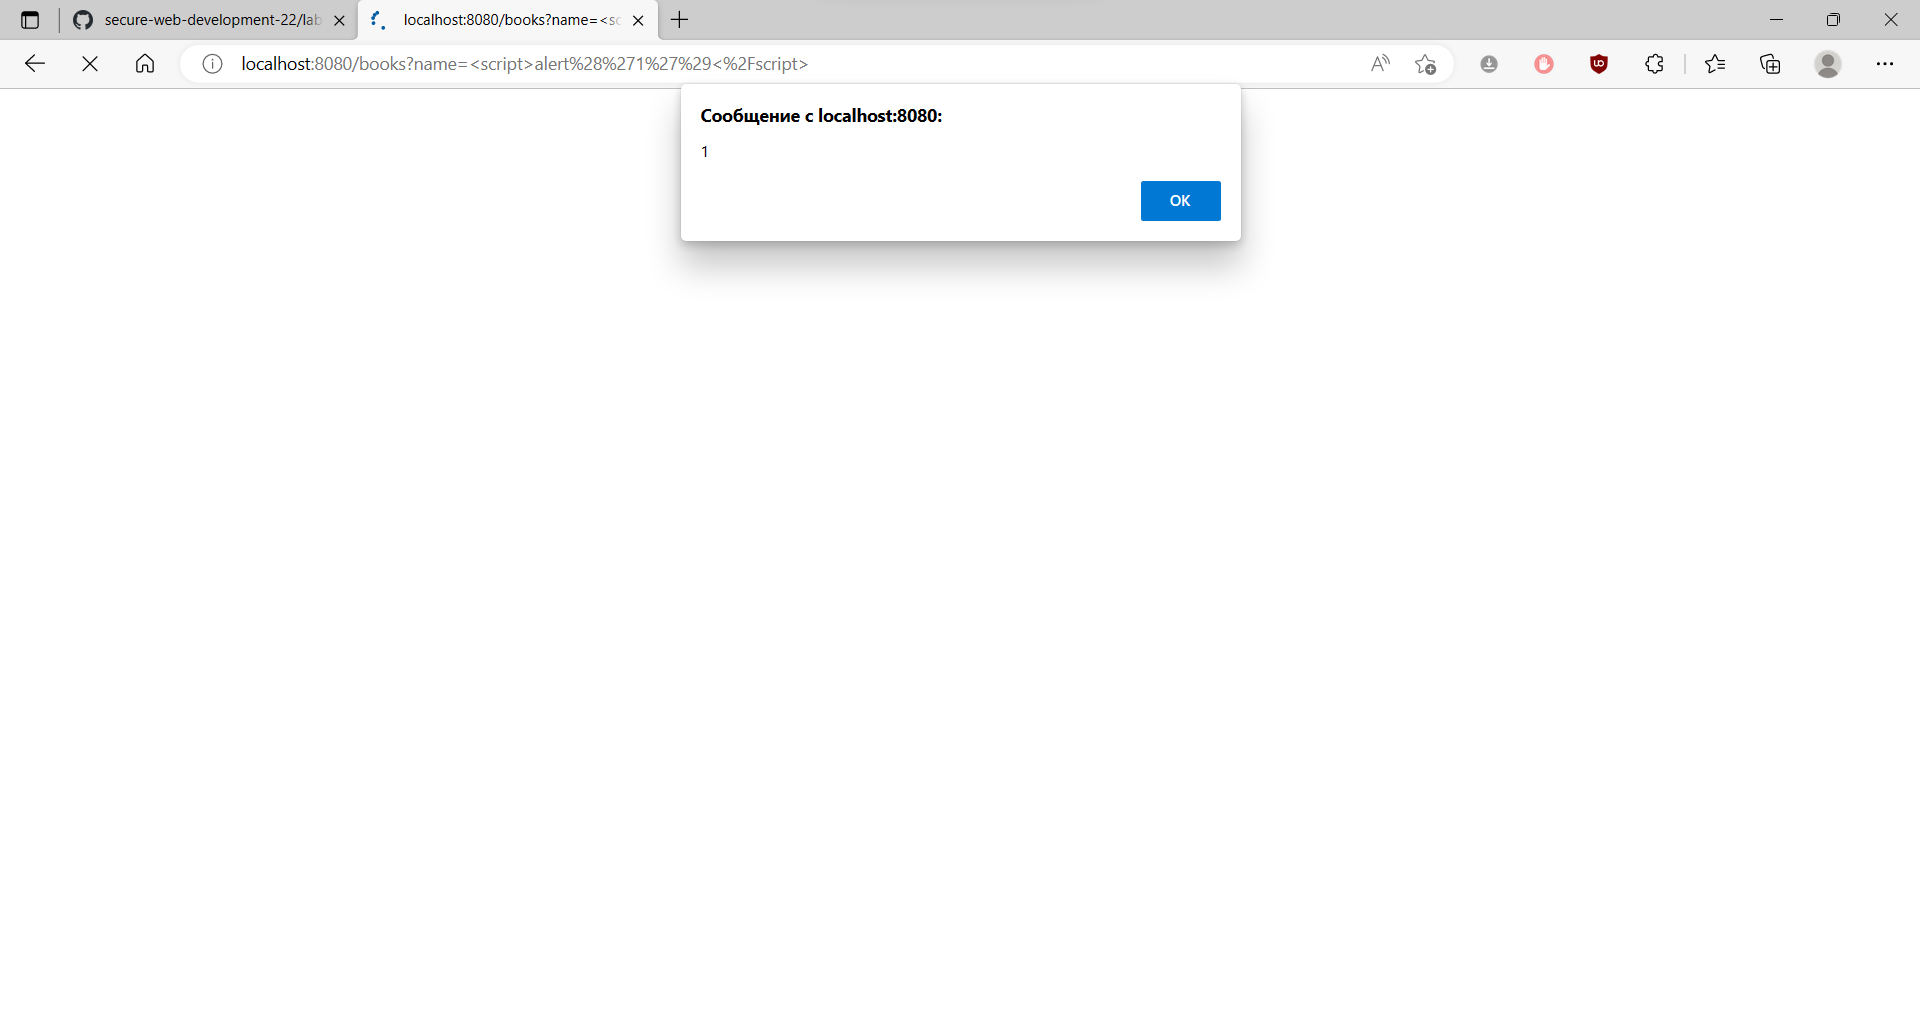 secure-web-development-22/lab
localhost:8080/books?name=<sc
localhost:8080/books?name=<script>alert%28%271%27%29<%2Fscript>
Сообщение с localhost:8080:
1
OK